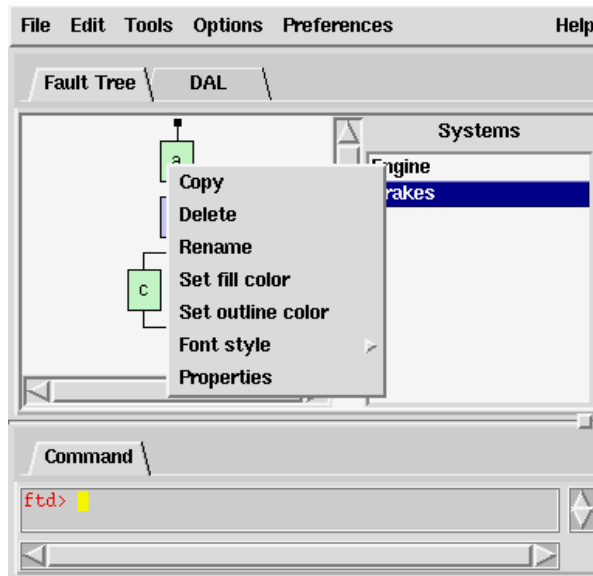 File Edit Tools Options Preferences Help
Fault Tree DAL
Systems
a
Engine
Brakes
c
Copy
Delete
Rename
Set fill color
Set outline color
Font style
Properties
Command
ftd>